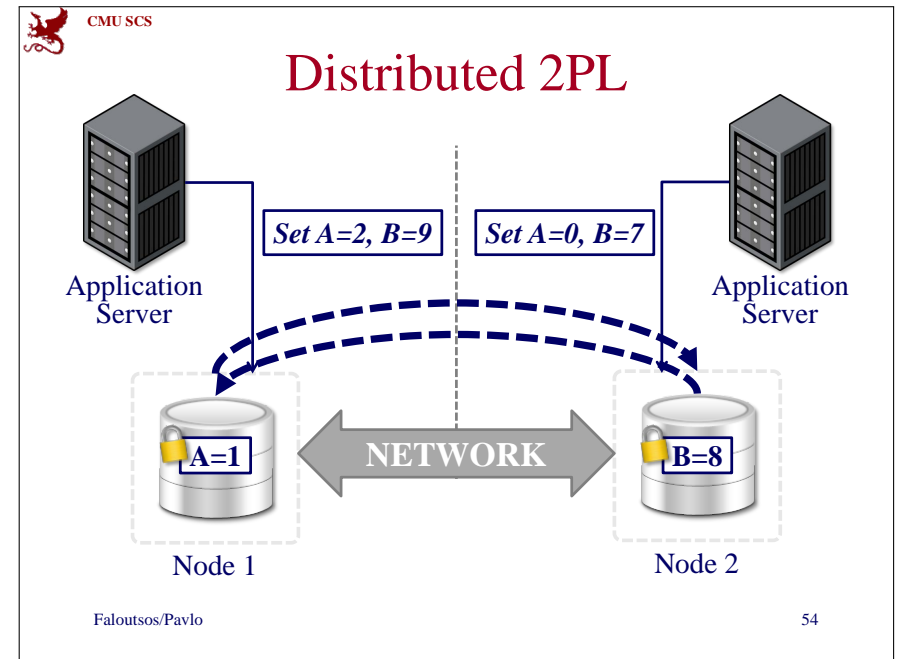 CMU SCS
Distributed 2PL
Set A=2, B=9
Set A=0, B=7
Application
Server
Application
Server
A=1
NETWORK
B=8
Node 1
Node 2
Faloutsos/Pavlo
54